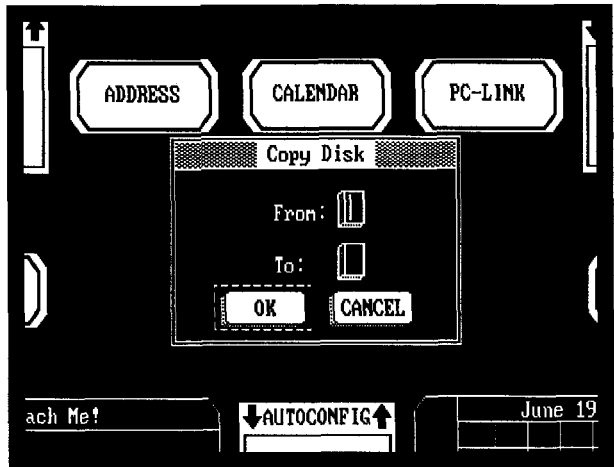 ADDRESS CALENDAR PC-LINK
Copy Disk
From:
To:
OK CANCEL
ach Me! AUTOCONFIG June 19